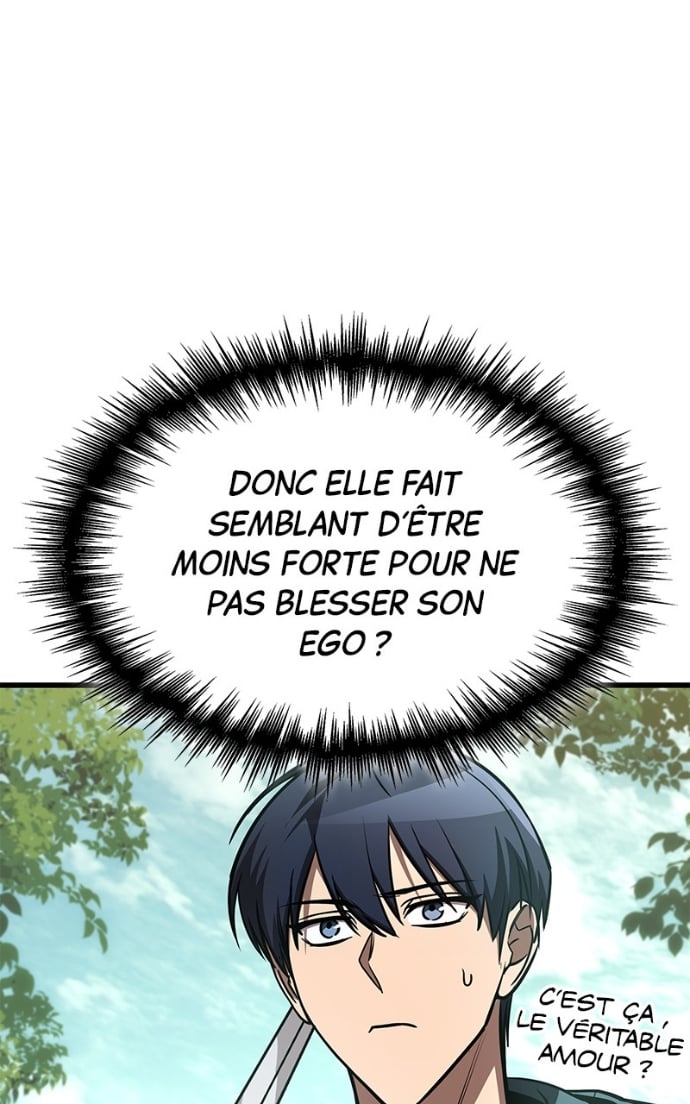 DONC ELLE FAIT
SEMBLANT D'ÊTRE
MOINS FORTE POUR NE
PAS BLESSER SON
EGO ?
C'EST ÇA,
LE VÉRITABLE
AMOUR ?